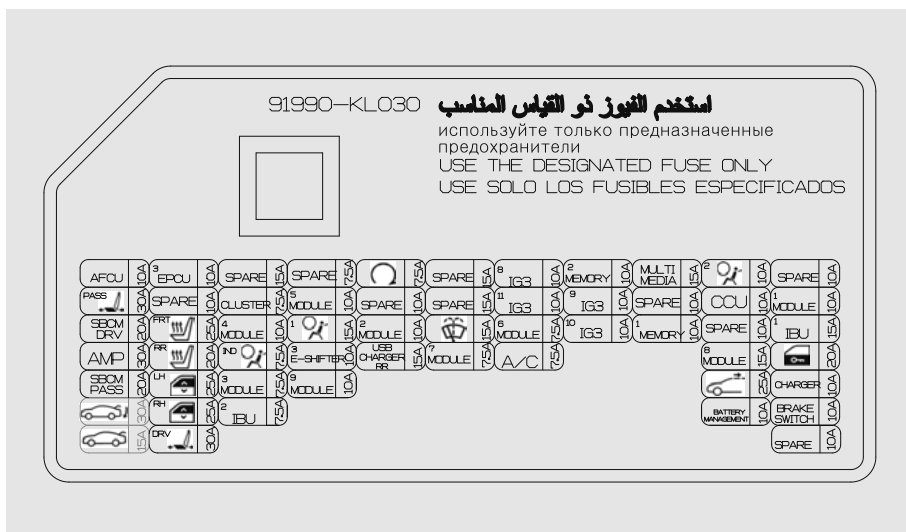 91990-KL030
استخدم الفيوز ذو القياس المناسب
используйте только предназначенные
предохранители
USE THE DESIGNATED FUSE ONLY
USE SOLO LOS FUSIBLES ESPECIFICADOS
AFCU 10A 3 EPCU 10A SPARE 15A SPARE 7.5A 7.5A SPARE 15A 8 IG3 10A 2 MEMORY 10A MULTI MEDIA 15A 2 10A SPARE 10A
PASS 30A SPARE 10A CLUSTER 7.5A 5 MODULE 10A SPARE 10A SPARE 15A 11 IG3 10A 9 IG3 10A SPARE 10A CCU 10A 1 MODULE 10A
SBCM DRV 20A FRT 20A 4 MODULE 10A 1 15A 2 MODULE 10A 15A 6 MODULE 7.5A 10 IG3 10A 1 MEMORY 10A SPARE 10A 1 IBU 15A
AMP 30A RR 20A IND 7.5A 3 E-SHIFTER 10A USB CHARGER RR 15A 7 MODULE 7.5A A/C 7.5A 8 MODULE 15A 20A
SBCM PASS 20A LH 25A 3 MODULE 7.5A 9 MODULE 10A 25A CHARGER 10A
30A RH 25A 2 IBU 7.5A BATTERY MANAGEMENT 10A BRAKE SWITCH 10A
15A DRV 30A SPARE 10A